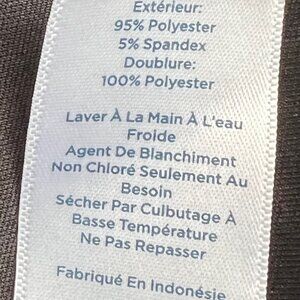 Extérieur:
95% Polyester
5% Spandex
Doublure:
100% Polyester
Laver À La Main À L'eau
Froide
Agent De Blanchiment
Non Chloré Seulement Au
Besoin
Sécher Par Culbutage À
Basse Température
Ne Pas Repasser
Fabriqué En Indonésie